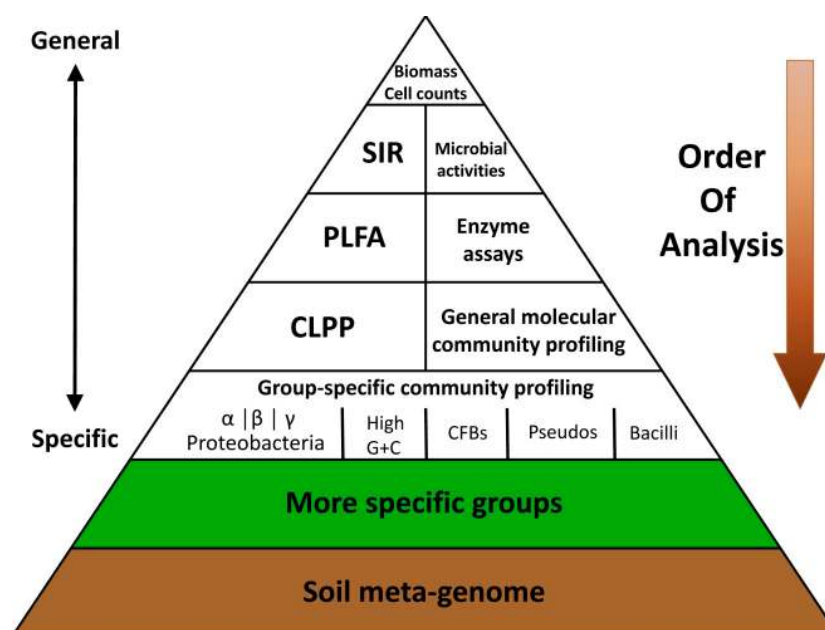 General
Biomass
Cell counts
SIR
Microbial
activities
Order
Of
Analysis
PLFA
Enzyme
assays
CLPP
General molecular
community profiling
Group-specific community profiling
Specific
α | β | γ
Proteobacteria
High
G+C
CFBs
Pseudos
Bacilli
More specific groups
Soil meta-genome